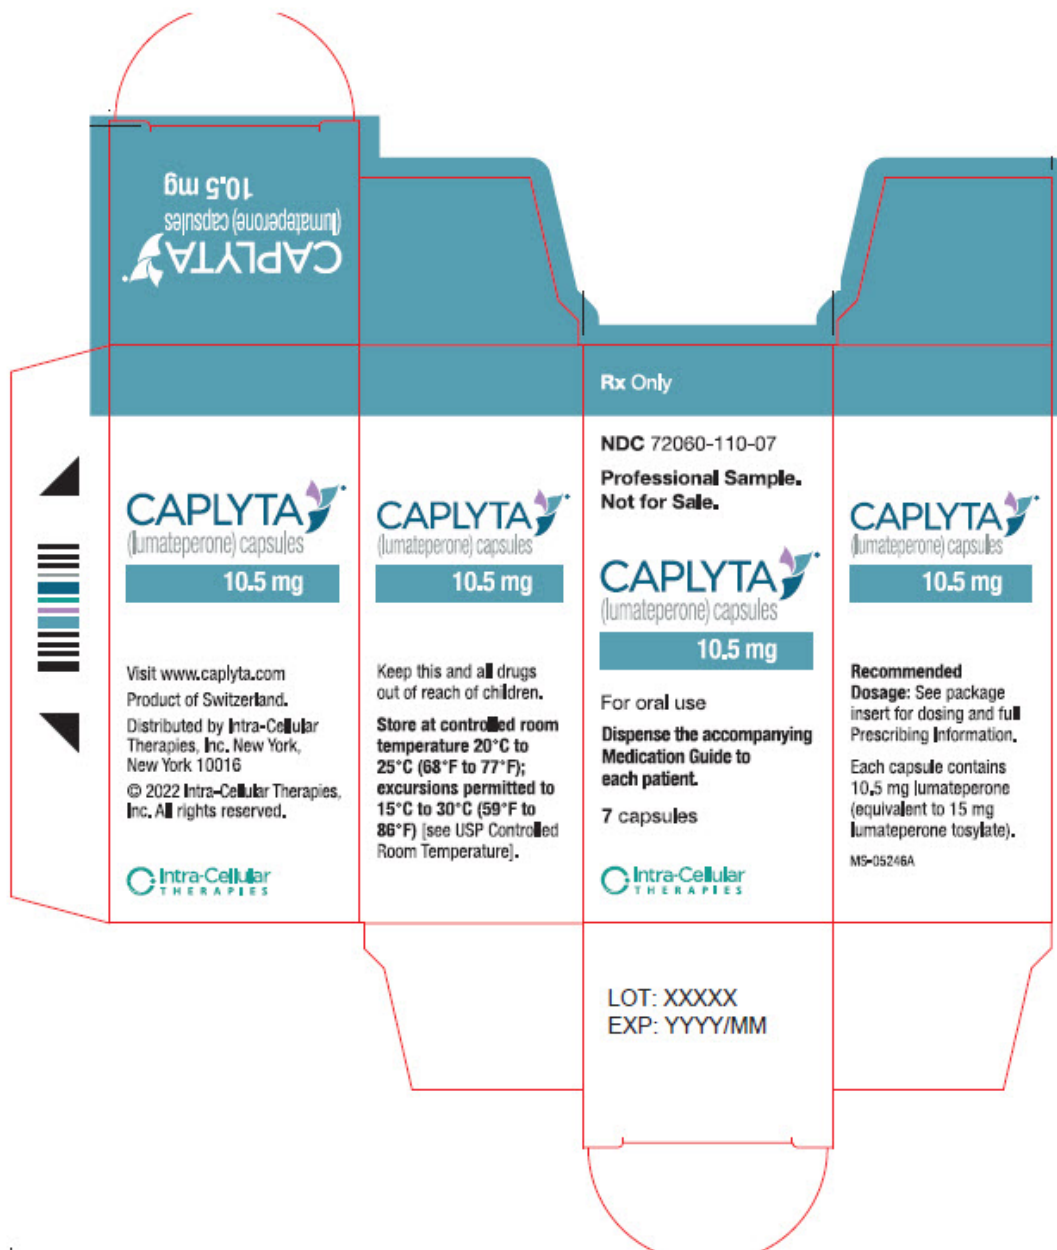 CAPLYTA
(lumateperone) capsules
10.5 mg
CAPLYTA
(lumateperone) capsules
10.5 mg
Visit www.caplyta.com
Product of Switzerland.
Distributed by Intra-Cellular
Therapies, Inc. New York,
New York 10016
© 2022 Intra-Cellular Therapies,
Inc. All rights reserved.
Intra-Cellular
THERAPIES
CAPLYTA
(lumateperone) capsules
10.5 mg
Keep this and all drugs
out of reach of children.
Store at controlled room
temperature 20°C to
25°C (68°F to 77°F);
excursions permitted to
15°C to 30°C (59°F to
86°F) [see USP Controlled
Room Temperature].
Rx Only
NDC 72060-110-07
Professional Sample.
Not for Sale.
CAPLYTA
(lumateperone) capsules
10.5 mg
For oral use
Dispense the accompanying
Medication Guide to
each patient.
7 capsules
Intra-Cellular
THERAPIES
LOT: XXXXX
EXP: YYYY/MM
CAPLYTA
(lumateperone) capsules
10.5 mg
Recommended
Dosage: See package
insert for dosing and full
Prescribing Information.
Each capsule contains
10.5 mg lumateperone
(equivalent to 15 mg
lumateperone tosylate).
MS-05246A